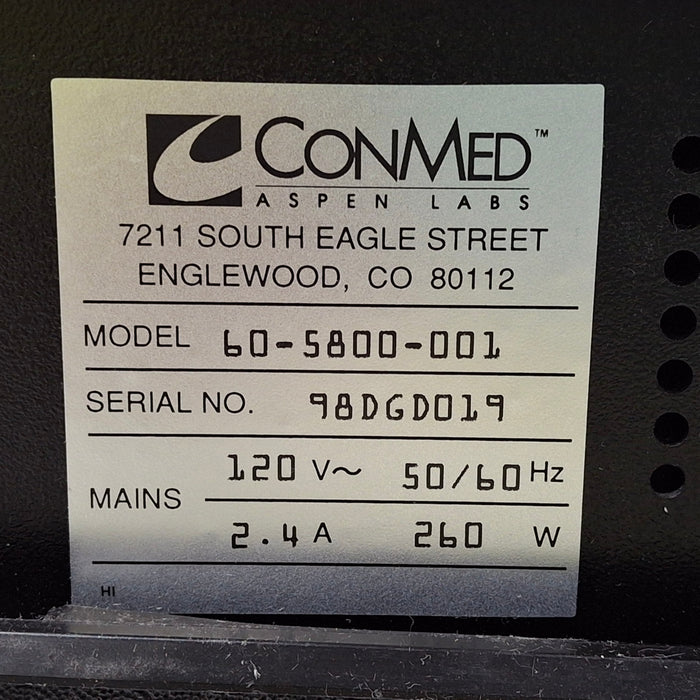 CONMED™
ASPEN LABS
7211 SOUTH EAGLE STREET
ENGLEWOOD, CO 80112
MODEL 60-5800-001
SERIAL NO. 98DGD019
MAINS
120 V~ 50/60 Hz
2.4 A 260 W
HI